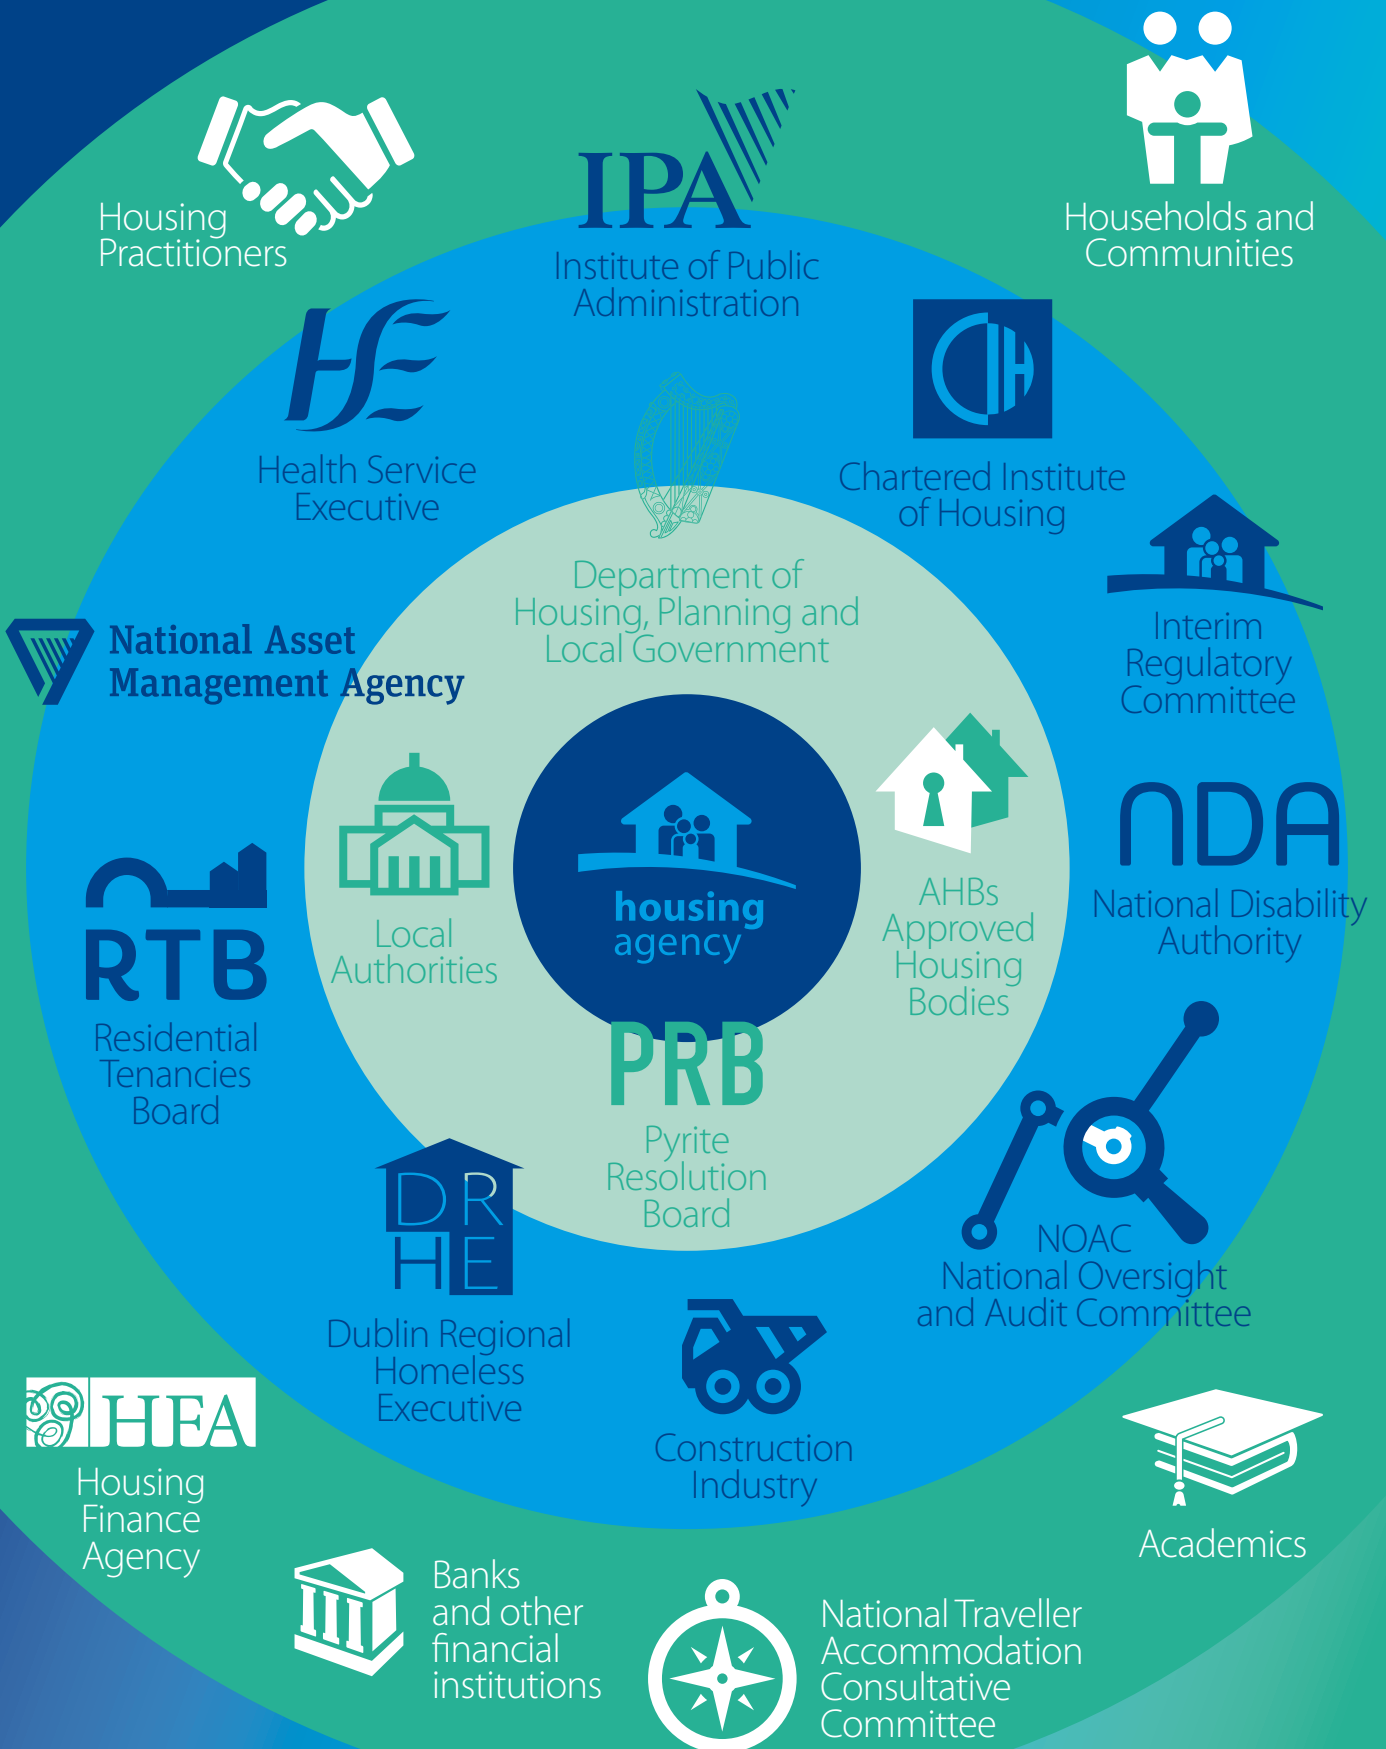 Housing
Practitioners
IPA
Institute of Public
Administration
Households and
Communities
HSE
Health Service
Executive
CIH
Chartered Institute
of Housing
Department of
Housing, Planning and
Local Government
Interim
Regulatory
Committee
National Asset
Management Agency
Local
Authorities
housing
agency
AHBs
Approved
Housing
Bodies
NDA
National Disability
Authority
RTB
Residential
Tenancies
Board
PRB
Pyrite
Resolution
Board
DR
HE
Dublin Regional
Homeless
Executive
NOAC
National Oversight
and Audit Committee
Construction
Industry
HFA
Housing
Finance
Agency
Banks
and other
financial
institutions
National Traveller
Accommodation
Consultative
Committee
Academics